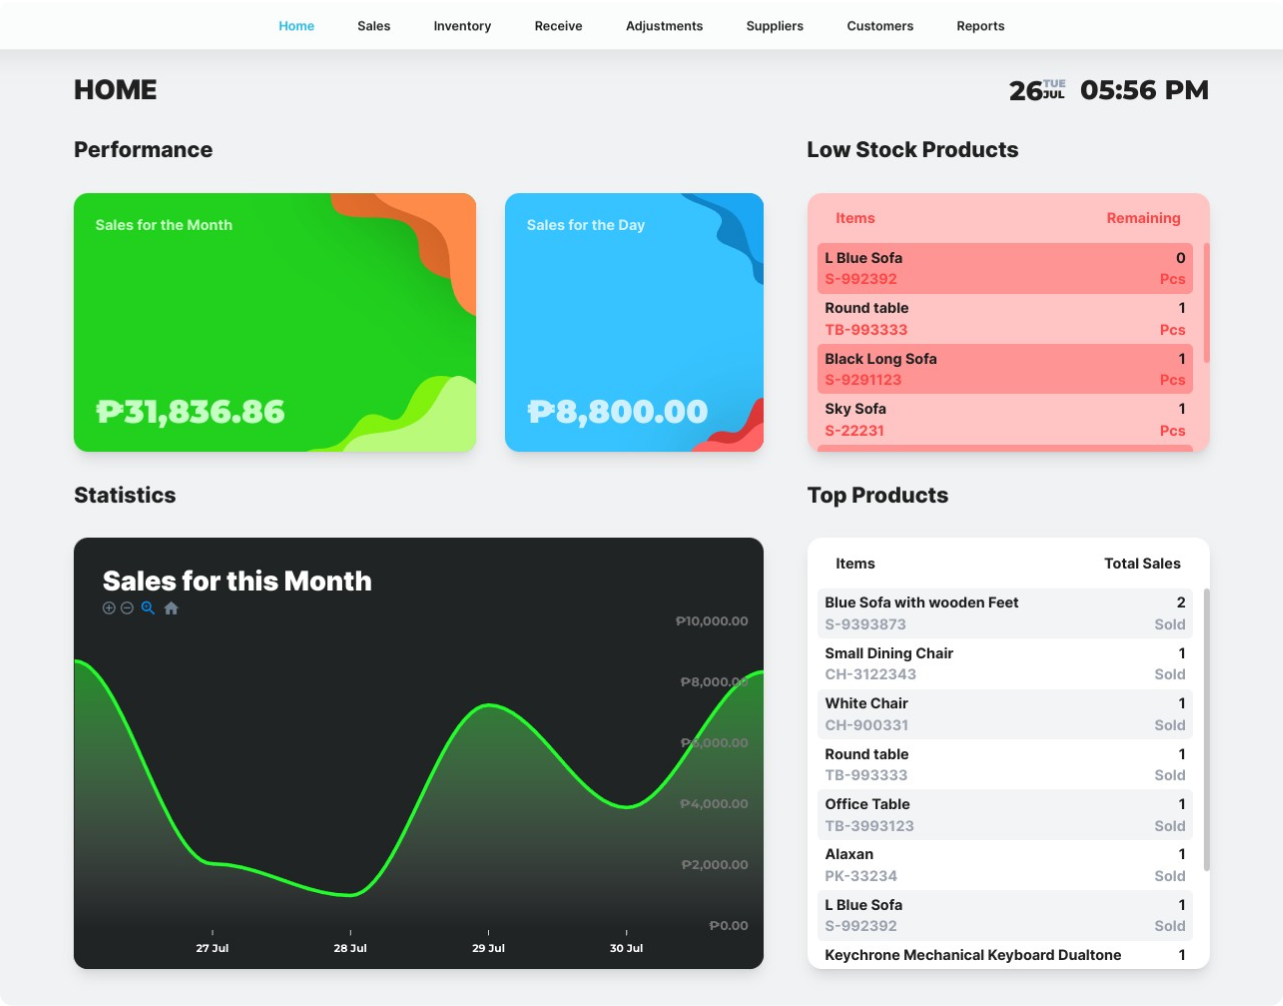 Home Sales Inventory Receive Adjustments Suppliers Customers Reports
HOME
26 TUE JUL 05:56 PM
Performance
Sales for the Month
₱31,836.86
Sales for the Day
₱8,800.00
Low Stock Products
Items Remaining
L Blue Sofa 0
S-992392 Pcs
Round table 1
TB-993333 Pcs
Black Long Sofa 1
S-9291123 Pcs
Sky Sofa 1
S-22231 Pcs
Statistics
Sales for this Month
₱10,000.00
₱8,000.00
₱6,000.00
₱4,000.00
₱2,000.00
₱0.00
27 Jul 28 Jul 29 Jul 30 Jul
Top Products
Items Total Sales
Blue Sofa with wooden Feet 2
S-9393873 Sold
Small Dining Chair 1
CH-3122343 Sold
White Chair 1
CH-900331 Sold
Round table 1
TB-993333 Sold
Office Table 1
TB-3993123 Sold
Alaxan 1
PK-33234 Sold
L Blue Sofa 1
S-992392 Sold
Keychrone Mechanical Keyboard Dualtone 1